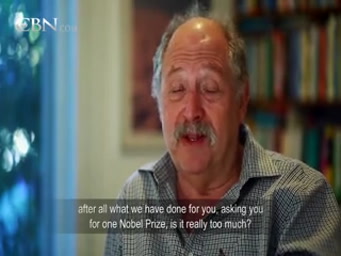 CBN.COM
after all what we have done for you, asking you
for one Nobel Prize, is it really too much?